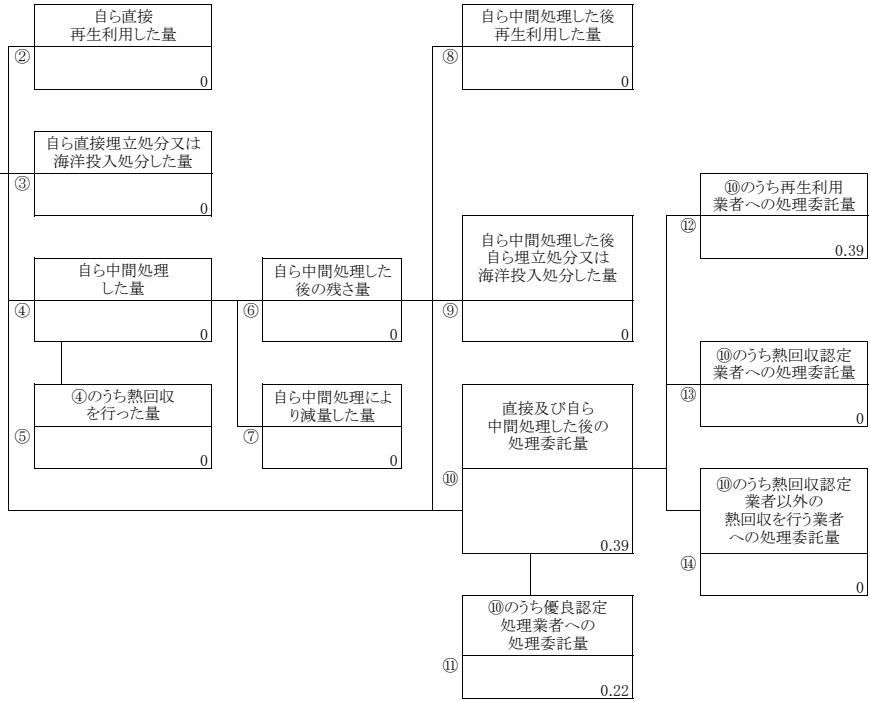 自ら直接
再生利用した量
②
0
自ら直接埋立処分又は
海洋投入処分した量
③
0
自ら中間処理
した量
④
0
④のうち熱回収
を行った量
⑤
0
自ら中間処理した
後の残さ量
⑥
0
自ら中間処理によ
り減量した量
⑦
0
自ら中間処理した後
再生利用した量
⑧
0
自ら中間処理した後
自ら埋立処分又は
海洋投入処分した量
⑨
0
直接及び自ら
中間処理した後の
処理委託量
⑩
0.39
⑩のうち優良認定
処理業者への
処理委託量
⑪
0.22
⑩のうち再生利用
業者への処理委託量
⑫
0.39
⑩のうち熱回収認定
業者への処理委託量
⑬
0
⑩のうち熱回収認定
業者以外の
熱回収を行う業者
への処理委託量
⑭
0